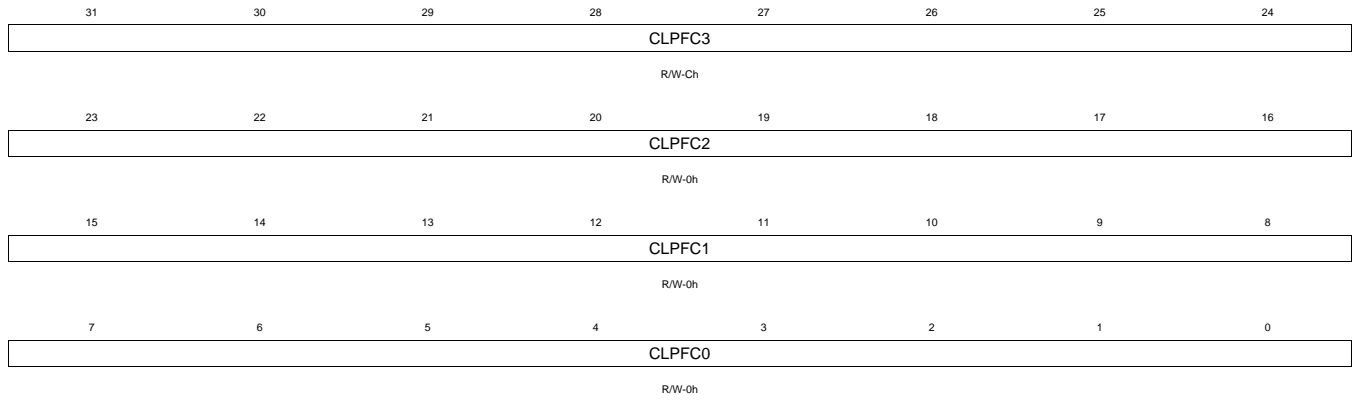 31 30 29 28 27 26 25 24
CLPFC3
R/W-Ch
23 22 21 20 19 18 17 16
CLPFC2
R/W-0h
15 14 13 12 11 10 9 8
CLPFC1
R/W-0h
7 6 5 4 3 2 1 0
CLPFC0
R/W-0h